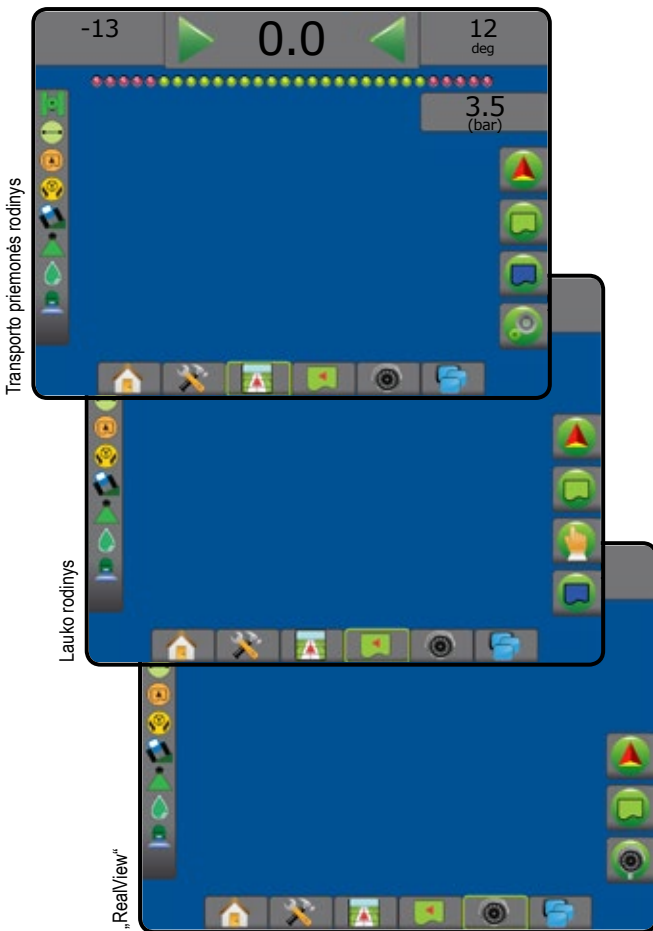 -13
0.0
12
deg
3.5
(bar)
Transporto priemonės rodinys
Lauko rodinys
„RealView“